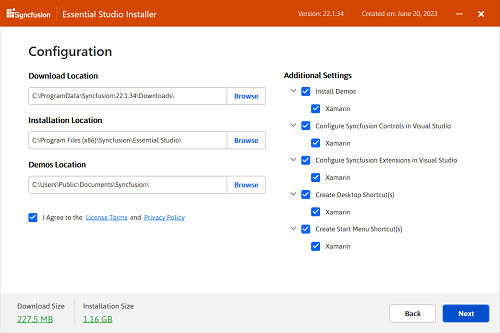 Syncfusion Essential Studio Installer Version: 22.1.34 Created on: June 20, 2023
Configuration
Download Location
C:\ProgramData\Syncfusion\22.1.34\Downloads\ Browse
Installation Location
C:\Program Files (x86)\Syncfusion\Essential Studio\ Browse
Demos Location
C:\Users\Public\Documents\Syncfusion\ Browse
I Agree to the License Terms and Privacy Policy
Additional Settings
Install Demos
Xamarin
Configure Syncfusion Controls in Visual Studio
Xamarin
Configure Syncfusion Extensions in Visual Studio
Xamarin
Create Desktop Shortcut(s)
Xamarin
Create Start Menu Shortcut(s)
Xamarin
Download Size Installation Size
227.5 MB 1.16 GB
Back Next